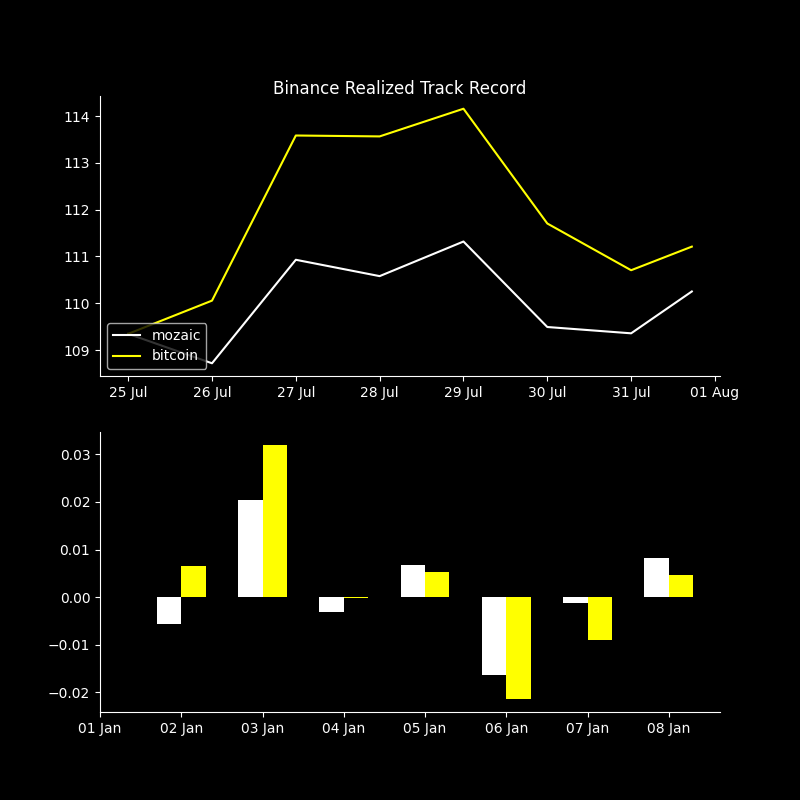 Binance Realized Track Record
114
113
112
111
110
109
mozaic
bitcoin
25 Jul 26 Jul 27 Jul 28 Jul 29 Jul 30 Jul 31 Jul 01 Aug
0.03
0.02
0.01
0.00
−0.01
−0.02
01 Jan 02 Jan 03 Jan 04 Jan 05 Jan 06 Jan 07 Jan 08 Jan